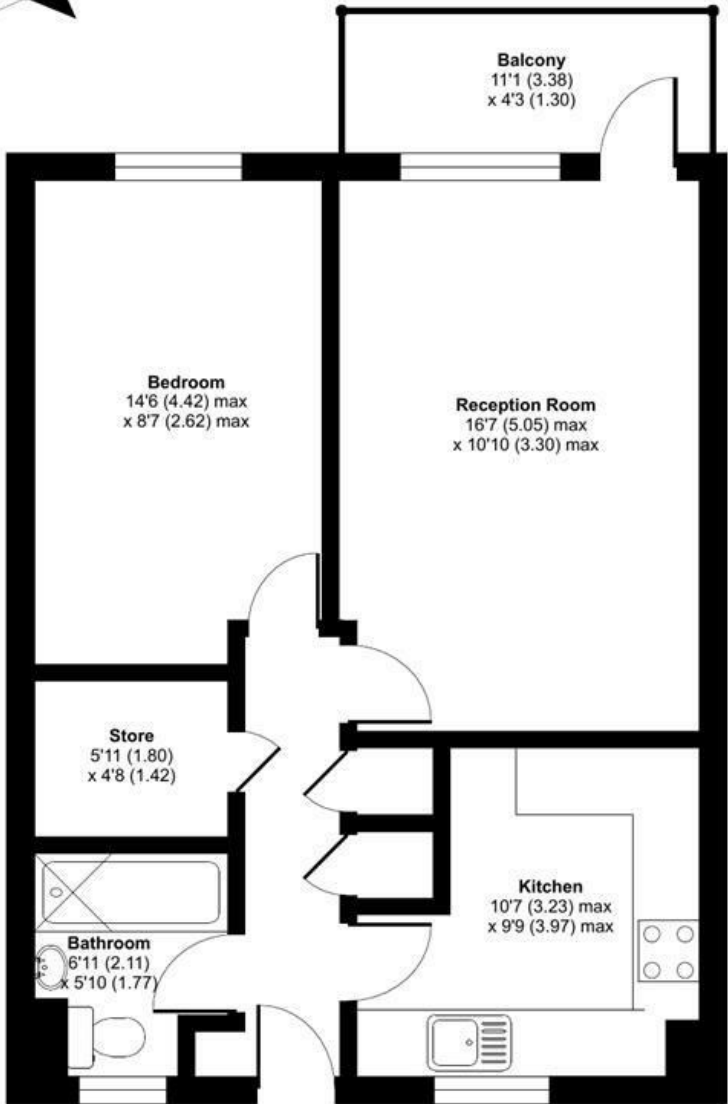 Balcony
11'1 (3.38)
x 4'3 (1.30)
Bedroom
14'6 (4.42) max
x 8'7 (2.62) max
Reception Room
16'7 (5.05) max
x 10'10 (3.30) max
Store
5'11 (1.80)
x 4'8 (1.42)
Kitchen
10'7 (3.23) max
x 9'9 (3.97) max
Bathroom
6'11 (2.11)
x 5'10 (1.77)